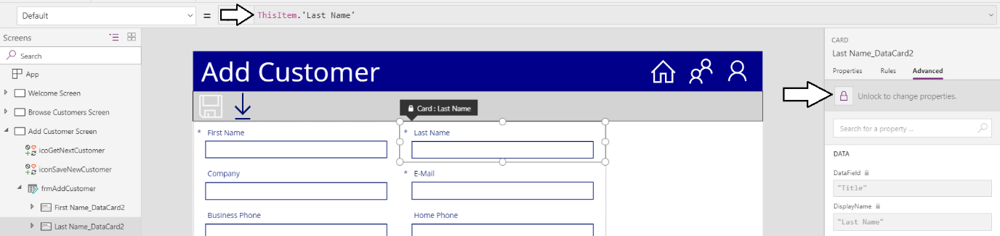 Default
=
ThisItem.'Last Name'
Screens
Search
App
Welcome Screen
Browse Customers Screen
Add Customer Screen
icoGetNextCustomer
iconSaveNewCustomer
frmAddCustomer
First Name_DataCard2
Last Name_DataCard2
Add Customer
Card : Last Name
* First Name
* Last Name
Company
* E-Mail
Business Phone
Home Phone
CARD
Last Name_DataCard2
Properties Rules Advanced
Unlock to change properties.
Search for a property ...
DATA
DataField
"Title"
DisplayName
"Last Name"